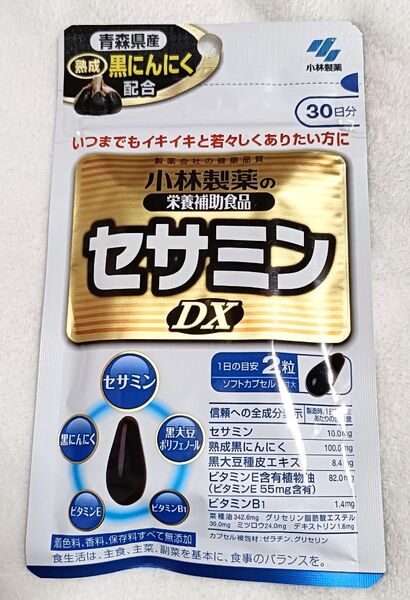 青森県産
熟成 黒にんにく
配合
小林製薬
30日分
いつまでもイキイキと若々しくありたい方に
製薬会社の健康品質
小林製薬の
栄養補助食品
セサミン
DX
1日の目安 2粒
ソフトカプセル
セサミン
黒にんにく
黒大豆
ポリフェノール
ビタミンE
ビタミンB1
信頼への全成分表示
セサミン 10.0mg
熟成黒にんにく 100.0mg
黒大豆種皮エキス 8.4mg
ビタミンE含有植物油 82.0mg
(ビタミンE 55mg含有)
ビタミンB1 1.4mg
菜種油342.6mg グリセリン脂肪酸エステル
30.0mg ミツロウ24.0mg デキストリン1.6mg
カプセル被包材:ゼラチン、グリセリン
着色料、香料、保存料すべて無添加
食生活は、主食、主菜、副菜を基本に、食事のバランスを。